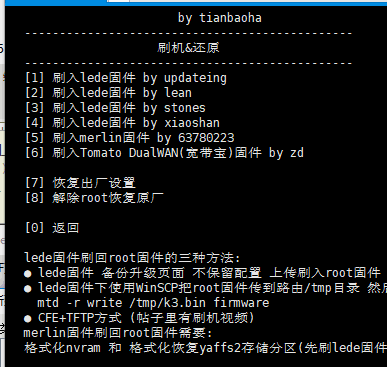 by tianbaoha
------------------------------------------------
刷机&还原
------------------------------------------------
[1] 刷入lede固件 by updateing
[2] 刷入lede固件 by lean
[3] 刷入lede固件 by stones
[4] 刷入lede固件 by xiaoshan
[5] 刷入merlin固件 by 63780223
[6] 刷入Tomato DualWAN(宽带宝)固件 by zd
[7] 恢复出厂设置
[8] 解除root恢复原厂
[0] 返回
lede固件刷回root固件的三种方法:
● lede固件 备份升级页面 不保留配置 上传刷入root固件
● lede固件下使用WinSCP把root固件传到路由/tmp目录 然后
mtd -r write /tmp/k3.bin firmware
● CFE+TFTP方式 (帖子里有刷机视频)
merlin固件刷回root固件需要:
格式化nvram 和 格式化恢复yaffs2存储分区(先刷lede固件